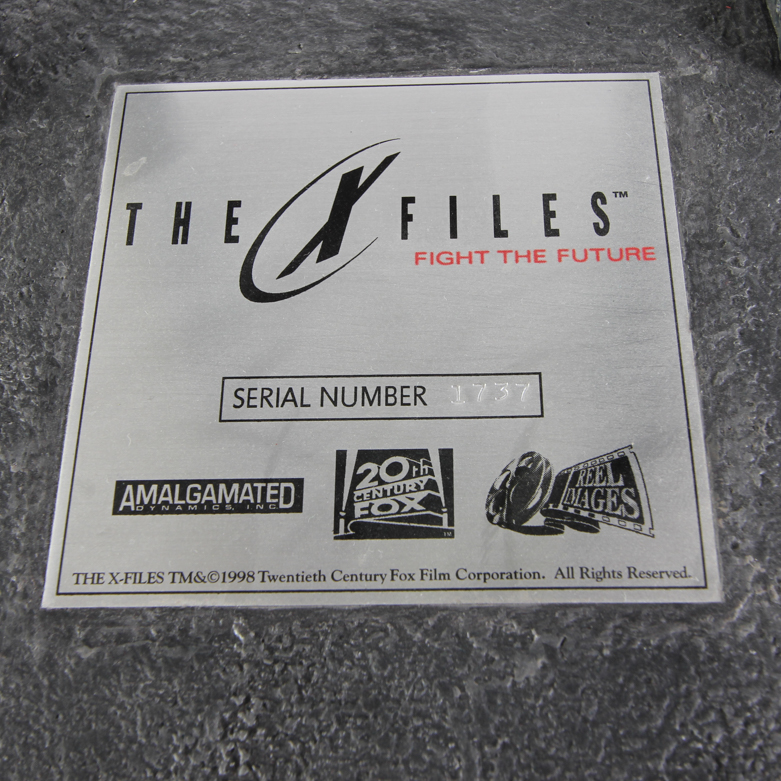 THE X FILES™
FIGHT THE FUTURE
SERIAL NUMBER 1737
AMALGAMATED
DYNAMICS, INC.
20th
CENTURY
FOX
TM
REEL
IMAGES
THE X-FILES TM&©1998 Twentieth Century Fox Film Corporation. All Rights Reserved.